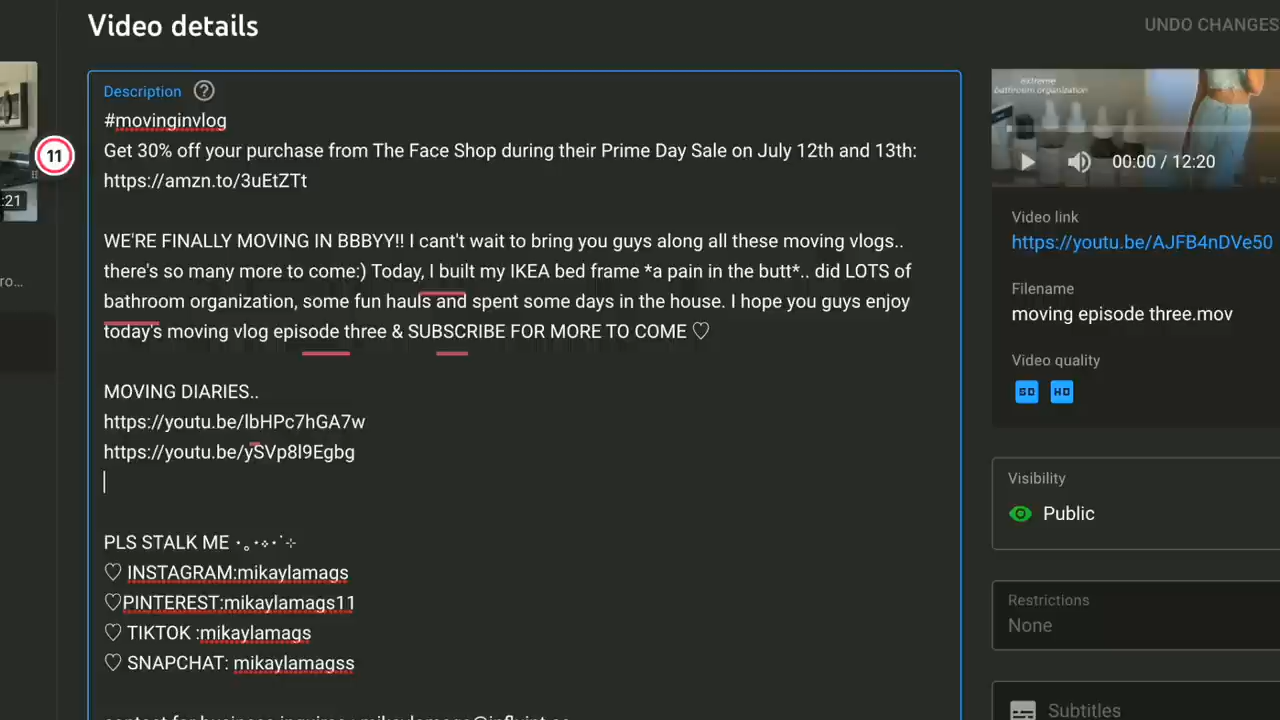 Video details
UNDO CHANGES
Description
#movinginvlog
Get 30% off your purchase from The Face Shop during their Prime Day Sale on July 12th and 13th:
https://amzn.to/3uEtZTt
WE'RE FINALLY MOVING IN BBBYY!! I cant't wait to bring you guys along all these moving vlogs..
there's so many more to come:) Today, I built my IKEA bed frame *a pain in the butt*.. did LOTS of
bathroom organization, some fun hauls and spent some days in the house. I hope you guys enjoy
today's moving vlog episode three & SUBSCRIBE FOR MORE TO COME ♡
MOVING DIARIES..
https://youtu.be/lbHPc7hGA7w
https://youtu.be/ySVp8l9Egbg
PLS STALK ME ⋆｡⋆༶⋆˙⊹
♡ INSTAGRAM:mikaylamags
♡PINTEREST:mikaylamags11
♡ TIKTOK :mikaylamags
♡ SNAPCHAT: mikaylamagss
11
:21
ro...
extreme
bathroom organization
00:00 / 12:20
Video link
https://youtu.be/AJFB4nDVe50
Filename
moving episode three.mov
Video quality
SD HD
Visibility
Public
Restrictions
None
Subtitles